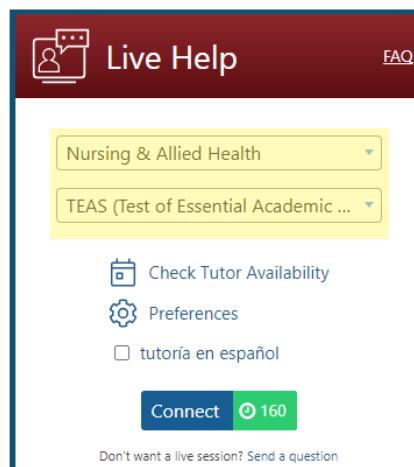 Live Help
FAQ
Nursing & Allied Health
TEAS (Test of Essential Academic ...
Check Tutor Availability
Preferences
tutoría en español
Connect 160
Don't want a live session? Send a question